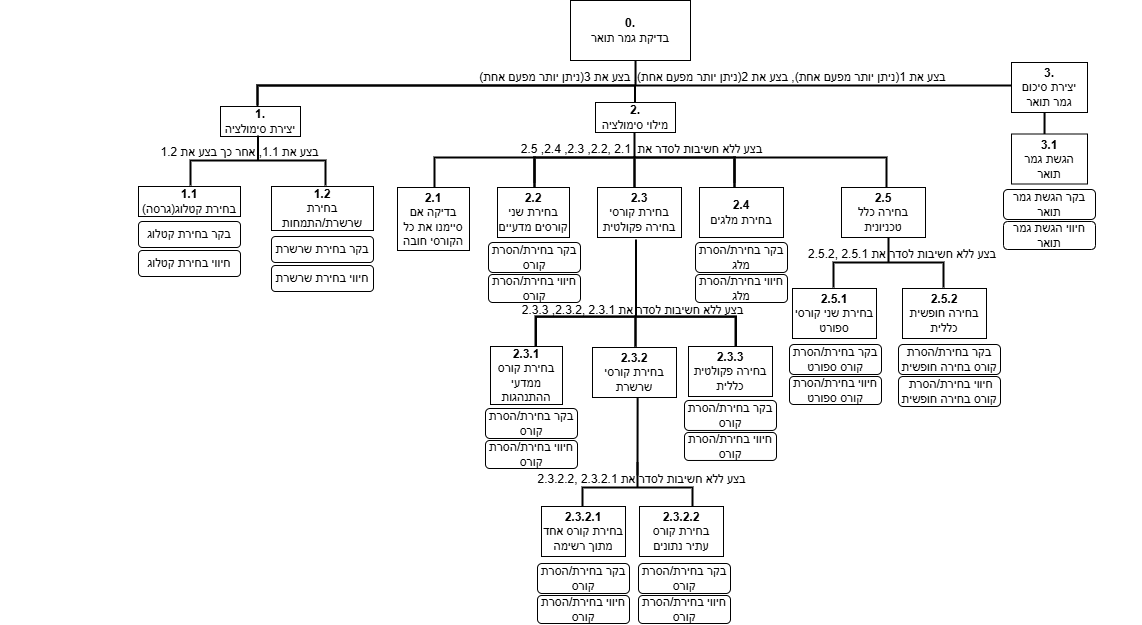 0.
בדיקת גמר תואר
בצע את 1(ניתן יותר מפעם אחת), בצע את 2(ניתן יותר מפעם אחת), בצע את 3(ניתן יותר מפעם אחת)
1.
יצירת סימולציה
2.
מילוי סימולציה
3.
יצירת סיכום
גמר תואר
בצע את 1.1, אחר כך בצע את 1.2
1.1
בחירת קטלוג(גרסה)
בקר בחירת קטלוג
חיווי בחירת קטלוג
1.2
בחירת
שרשרת/התמחות
בקר בחירת שרשרת
חיווי בחירת שרשרת
בצע ללא חשיבות לסדר את 2.1, 2.2, 2.3, 2.4, 2.5
2.1
בדיקה אם
סיימנו את כל
הקורסי חובה
2.2
בחירת שני
קורסים מדעיים
בקר בחירת/הסרת
קורס
חיווי בחירת/הסרת
קורס
2.3
בחירת קורסי
בחירה פקולטית
2.4
בחירת מלגים
בקר בחירת/הסרת
מלג
חיווי בחירת/הסרת
מלג
2.5
בחירה כלל
טכניונית
3.1
הגשת גמר
תואר
בקר הגשת גמר
תואר
חיווי הגשת גמר
תואר
בצע ללא חשיבות לסדר את 2.5.1, 2.5.2
2.5.1
בחירת שני קורסי
ספורט
בקר בחירת/הסרת
קורס ספורט
חיווי בחירת/הסרת
קורס ספורט
2.5.2
בחירה חופשית
כללית
בקר בחירת/הסרת
קורס בחירה חופשית
חיווי בחירת/הסרת
קורס בחירה חופשית
בצע ללא חשיבות לסדר את 2.3.1, 2.3.2, 2.3.3
2.3.1
בחירת קורס
ממדעי
ההתנהגות
בקר בחירת/הסרת
קורס
חיווי בחירת/הסרת
קורס
2.3.2
בחירת קורסי
שרשרת
2.3.3
בחירה פקולטית
כללית
בקר בחירת/הסרת
קורס
חיווי בחירת/הסרת
קורס
בצע ללא חשיבות לסדר את 2.3.2.1, 2.3.2.2
2.3.2.1
בחירת קורס אחד
מתוך רשימה
בקר בחירת/הסרת
קורס
חיווי בחירת/הסרת
קורס
2.3.2.2
בחירת קורס
עתיר נתונים
בקר בחירת/הסרת
קורס
חיווי בחירת/הסרת
קורס